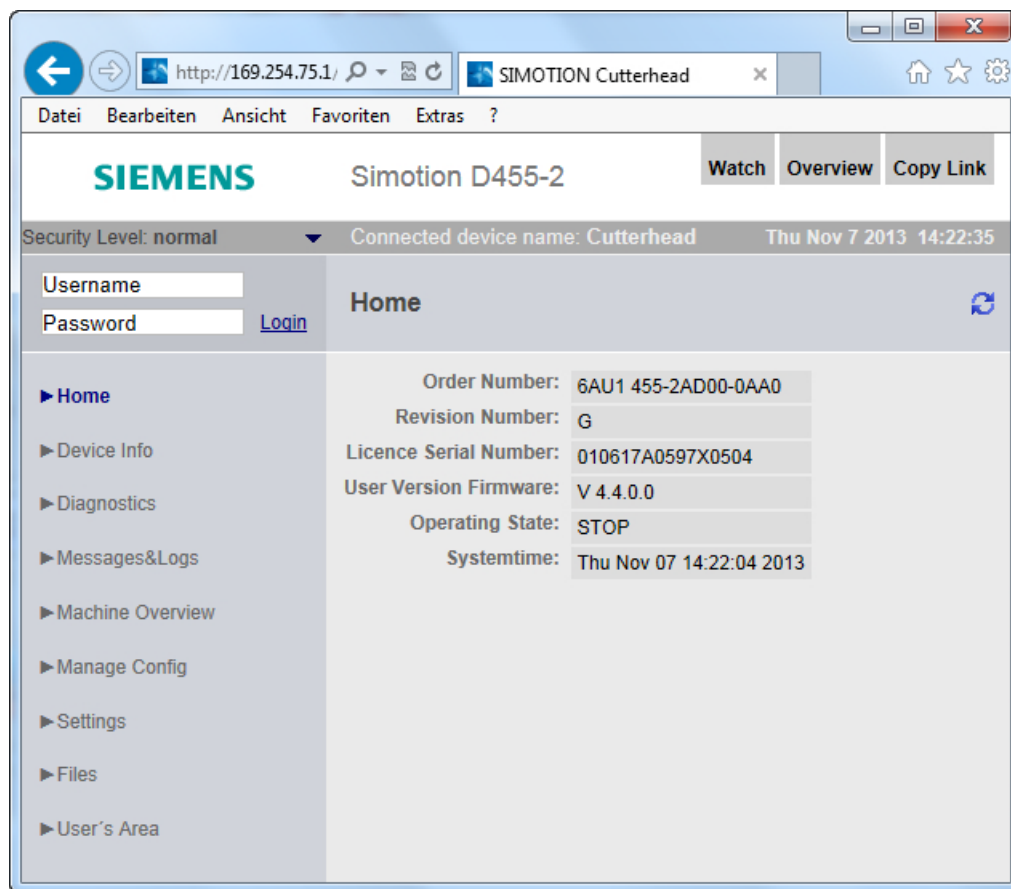 http://169.254.75.1/ SIMOTION Cutterhead
Datei Bearbeiten Ansicht Favoriten Extras ?
SIEMENS Simotion D455-2 Watch Overview Copy Link
Security Level: normal Connected device name: Cutterhead Thu Nov 7 2013 14:22:35
Username
Password Login
Home
►Home
►Device Info
►Diagnostics
►Messages&Logs
►Machine Overview
►Manage Config
►Settings
►Files
►User´s Area
Order Number: 6AU1 455-2AD00-0AA0
Revision Number: G
Licence Serial Number: 010617A0597X0504
User Version Firmware: V 4.4.0.0
Operating State: STOP
Systemtime: Thu Nov 07 14:22:04 2013